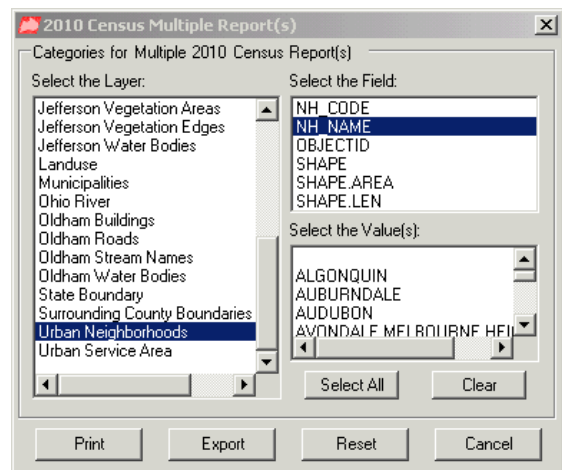 2010 Census Multiple Report(s)
Categories for Multiple 2010 Census Report(s)
Select the Layer:
Jefferson Vegetation Areas
Jefferson Vegetation Edges
Jefferson Water Bodies
Landuse
Municipalities
Ohio River
Oldham Buildings
Oldham Roads
Oldham Stream Names
Oldham Water Bodies
State Boundary
Surrounding County Boundaries
Urban Neighborhoods
Urban Service Area
Select the Field:
NH_CODE
NH_NAME
OBJECTID
SHAPE
SHAPE.AREA
SHAPE.LEN
Select the Value(s):
ALGONQUIN
AUBURNDALE
AUDUBON
AVONDALE MELBOURNE HEI
Select All
Clear
Print
Export
Reset
Cancel